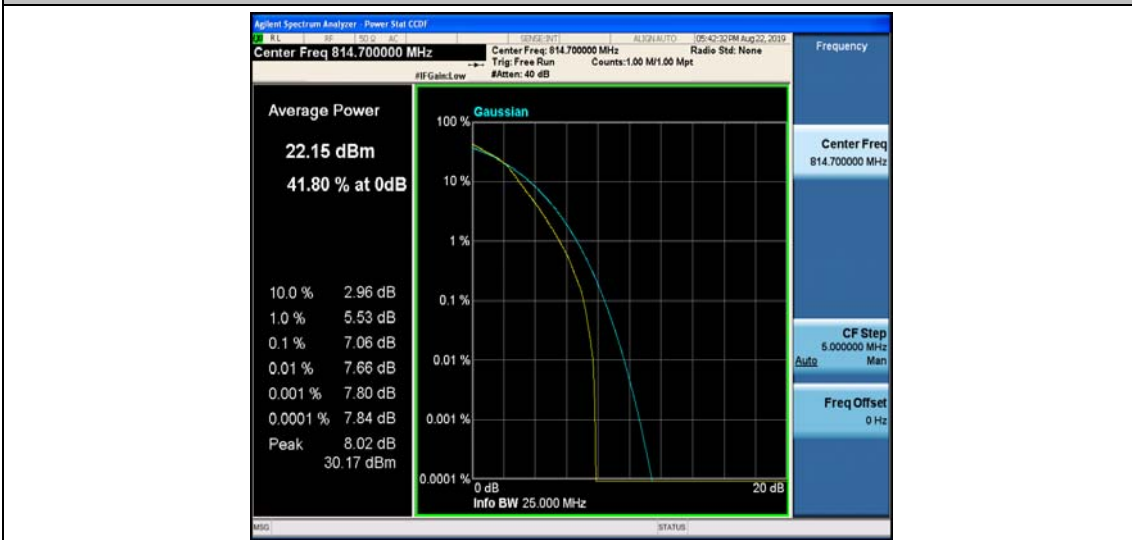 Agilent Spectrum Analyzer - Power Stat CCDF
RL RF 50 Ω AC SENSE:INT ALIGN AUTO 05:42:32 PM Aug 22, 2019
Center Freq 814.700000 MHz
Center Freq: 814.700000 MHz Radio Std: None
Trig: Free Run Counts:1.00 M/1.00 Mpt
#IFGain:Low #Atten: 40 dB
Frequency
Average Power
22.15 dBm
41.80 % at 0dB
10.0 % 2.96 dB
1.0 % 5.53 dB
0.1 % 7.06 dB
0.01 % 7.66 dB
0.001 % 7.80 dB
0.0001 % 7.84 dB
Peak 8.02 dB
30.17 dBm
Gaussian
100 %
10 %
1 %
0.1 %
0.01 %
0.001 %
0.0001 %
0 dB 20 dB
Info BW 25.000 MHz
Center Freq
814.700000 MHz
CF Step
5.000000 MHz
Auto Man
Freq Offset
0 Hz
MSG STATUS